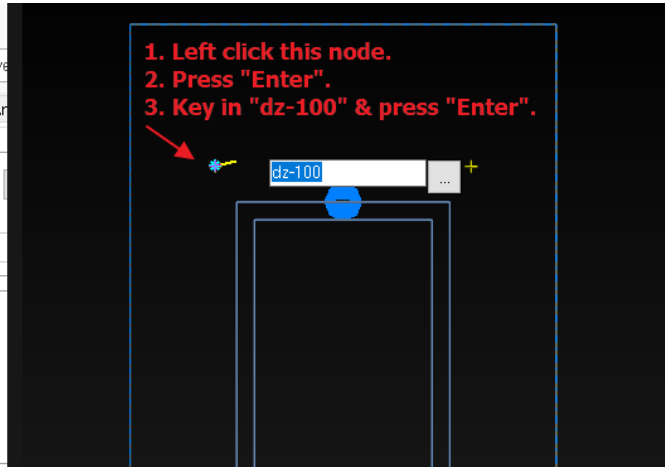 1. Left click this node.
2. Press "Enter".
3. Key in "dz-100" & press "Enter".
dz-100
...